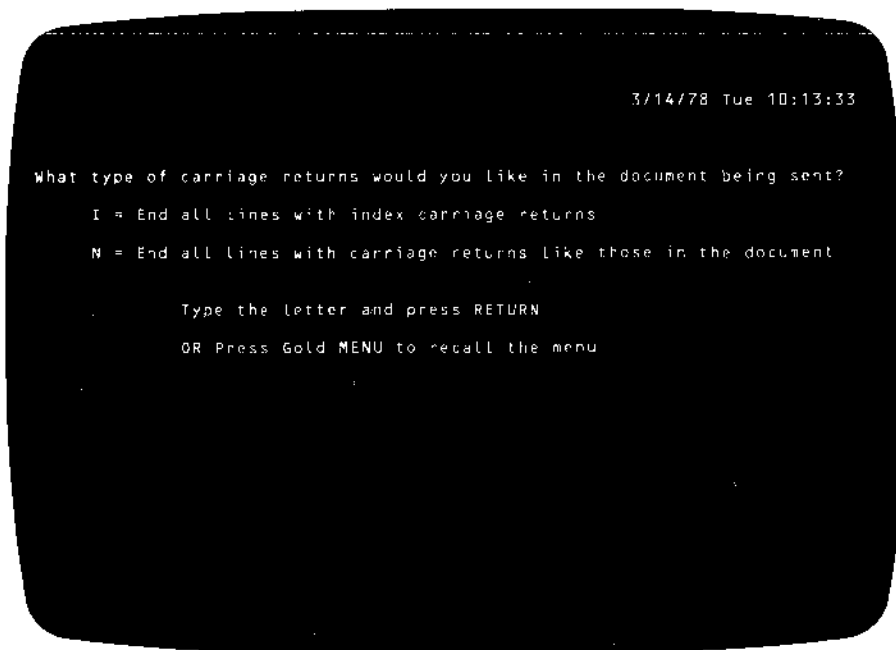 3/14/78 Tue 10:13:33
What type of carriage returns would you like in the document being sent?
I = End all lines with index carriage returns
N = End all lines with carriage returns like those in the document
Type the letter and press RETURN
OR Press Gold MENU to recall the menu